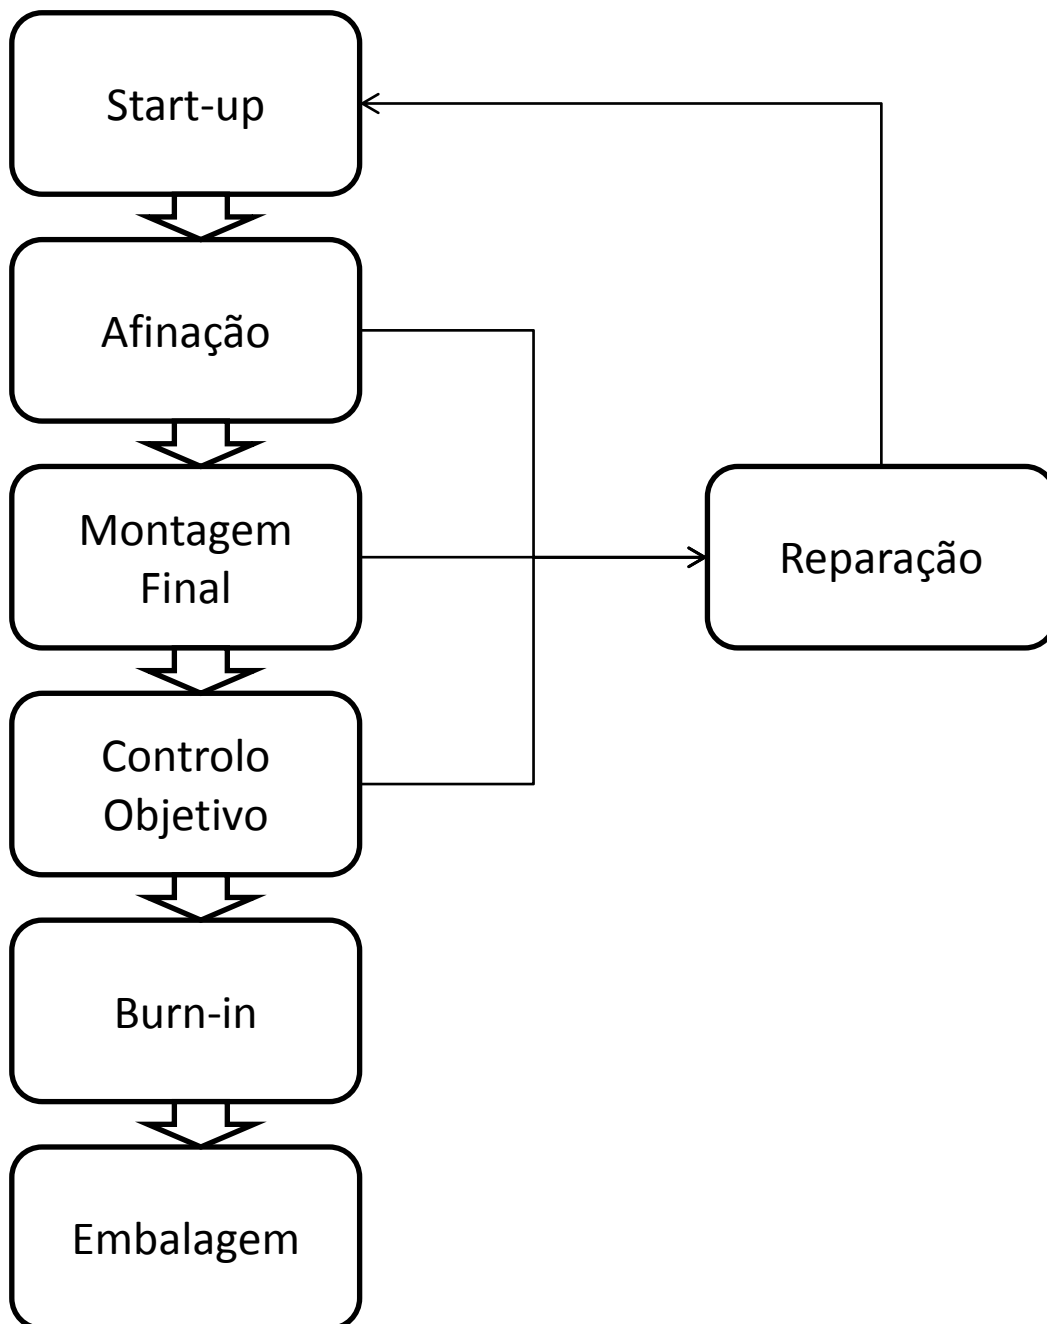 Start-up
Afinação
Montagem
Final
Reparação
Controlo
Objetivo
Burn-in
Embalagem